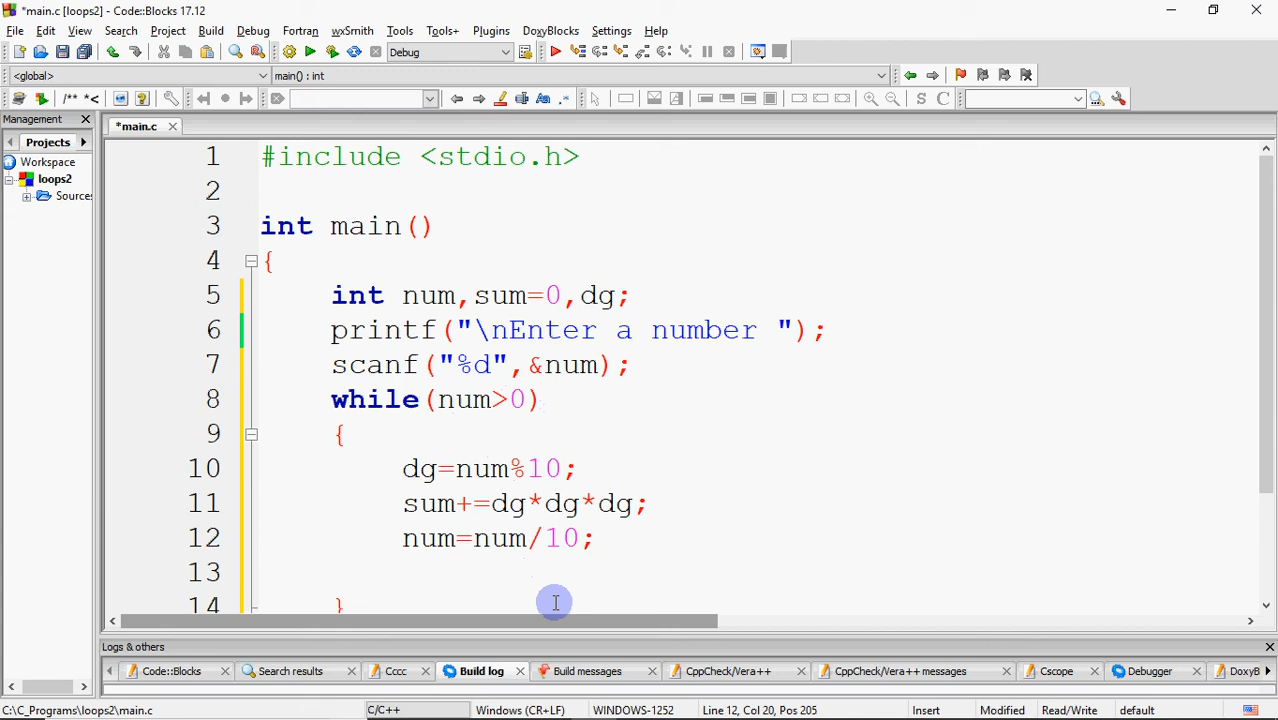 *main.c [loops2] - Code::Blocks 17.12
File Edit View Search Project Build Debug Fortran wxSmith Tools Tools+ Plugins DoxyBlocks Settings Help
Debug
<global> main() : int
/** *< S C
Management *main.c
Projects
Workspace
loops2
Sources
1 #include <stdio.h>
2
3 int main()
4 {
5 int num,sum=0,dg;
6 printf("\nEnter a number ");
7 scanf("%d",&num);
8 while(num>0)
9 {
10 dg=num%10;
11 sum+=dg*dg*dg;
12 num=num/10;
13
14 }
Logs & others
Code::Blocks Search results Cccc Build log Build messages CppCheck/Vera++ CppCheck/Vera++ messages Cscope Debugger DoxyB
C:\C_Programs\loops2\main.c C/C++ Windows (CR+LF) WINDOWS-1252 Line 12, Col 20, Pos 205 Insert Modified Read/Write default